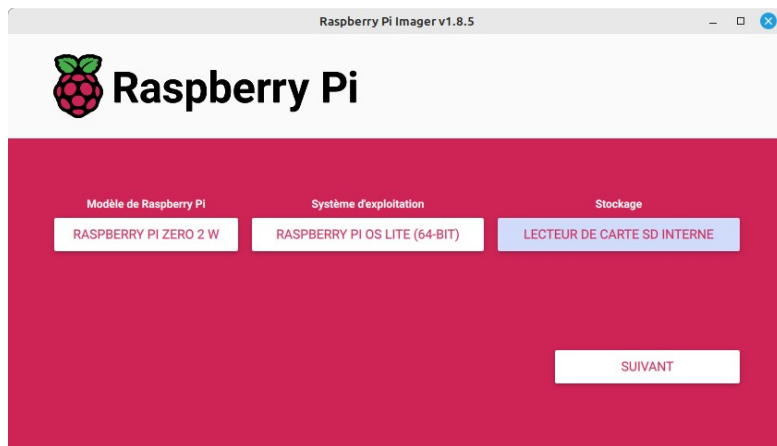 Raspberry Pi Imager v1.8.5
Raspberry Pi
Modèle de Raspberry Pi
Système d'exploitation
Stockage
RASPBERRY PI ZERO 2 W
RASPBERRY PI OS LITE (64-BIT)
LECTEUR DE CARTE SD INTERNE
SUIVANT